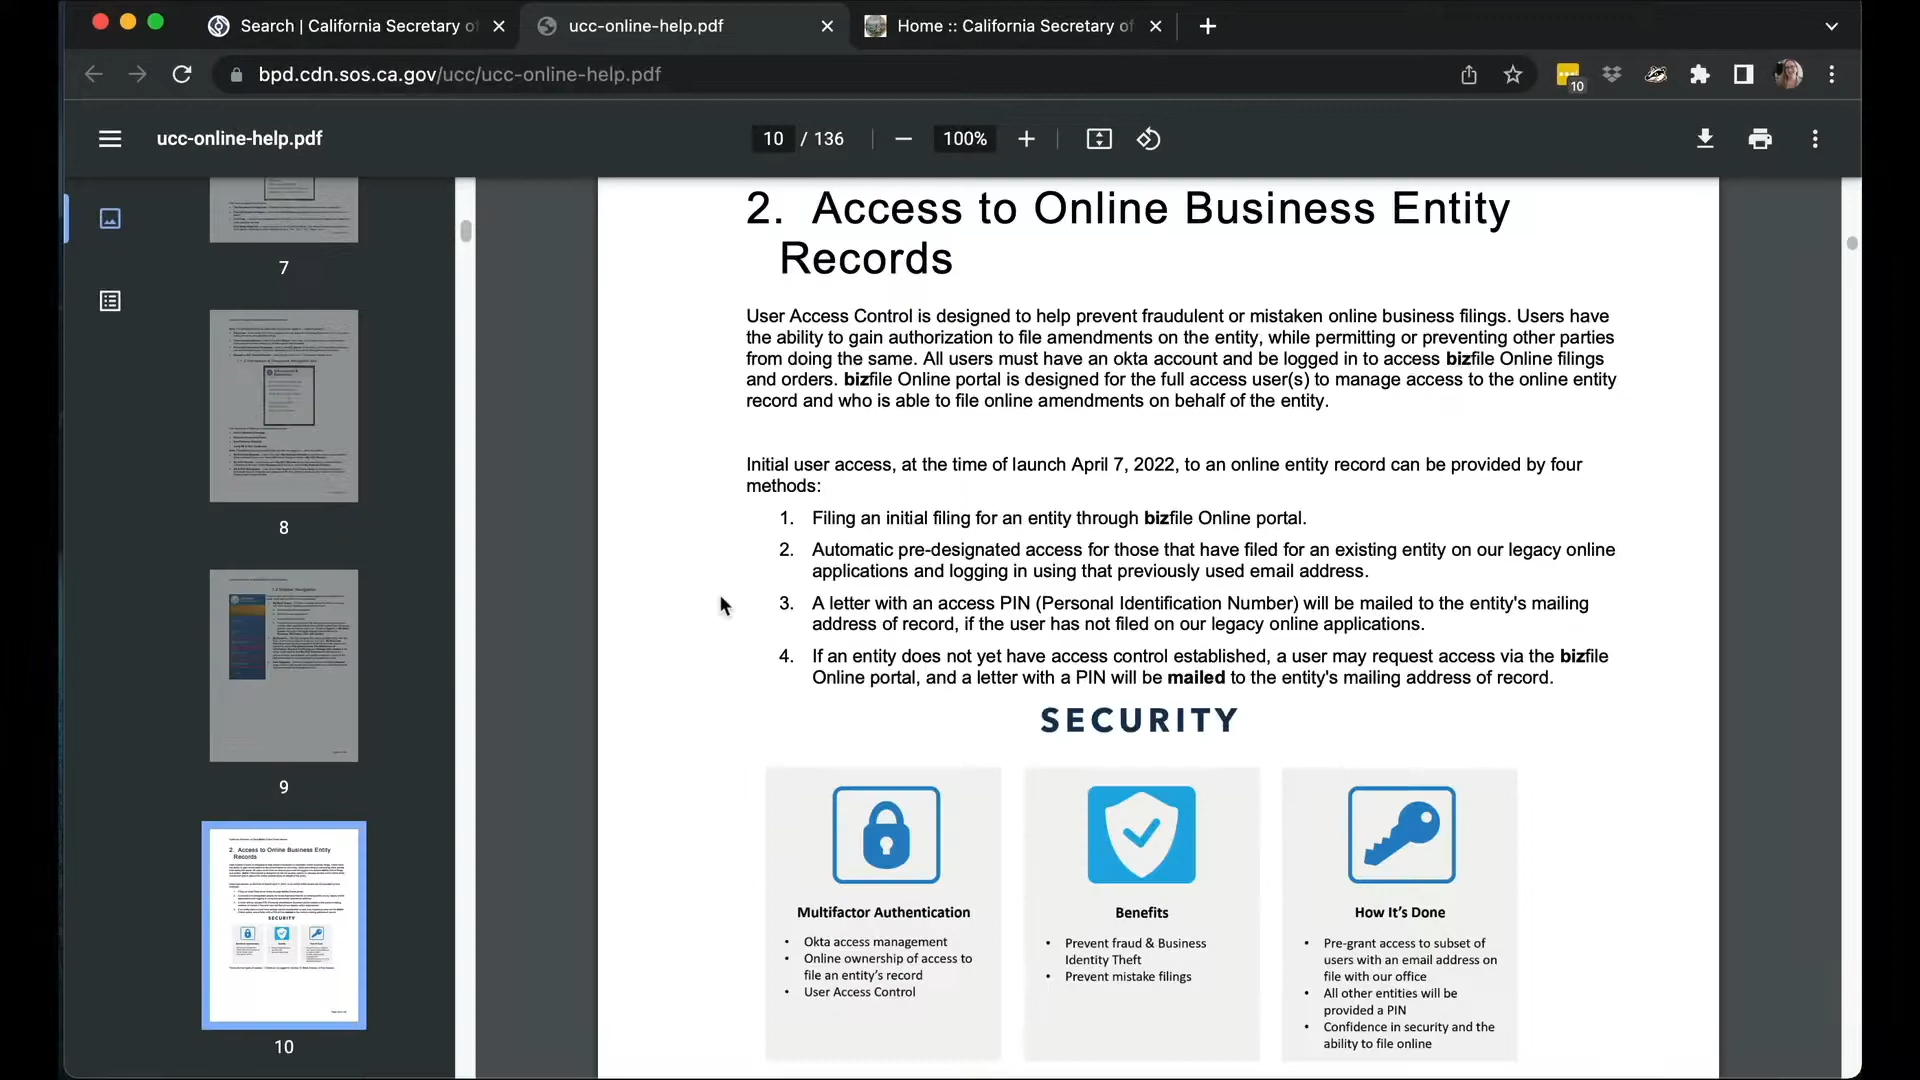 Search | California Secretary of
ucc-online-help.pdf
Home :: California Secretary of
bpd.cdn.sos.ca.gov/ucc/ucc-online-help.pdf
10
ucc-online-help.pdf
10 / 136
100%
7
8
9
2. Access to Online Business Entity
Records
SECURITY
10
2. Access to Online Business Entity
Records
User Access Control is designed to help prevent fraudulent or mistaken online business filings. Users have
the ability to gain authorization to file amendments on the entity, while permitting or preventing other parties
from doing the same. All users must have an okta account and be logged in to access bizfile Online filings
and orders. bizfile Online portal is designed for the full access user(s) to manage access to the online entity
record and who is able to file online amendments on behalf of the entity.
Initial user access, at the time of launch April 7, 2022, to an online entity record can be provided by four
methods:
1. Filing an initial filing for an entity through bizfile Online portal.
2. Automatic pre-designated access for those that have filed for an existing entity on our legacy online
applications and logging in using that previously used email address.
3. A letter with an access PIN (Personal Identification Number) will be mailed to the entity's mailing
address of record, if the user has not filed on our legacy online applications.
4. If an entity does not yet have access control established, a user may request access via the bizfile
Online portal, and a letter with a PIN will be mailed to the entity's mailing address of record.
SECURITY
Multifactor Authentication
• Okta access management
• Online ownership of access to
file an entity's record
• User Access Control
Benefits
• Prevent fraud & Business
Identity Theft
• Prevent mistake filings
How It's Done
• Pre-grant access to subset of
users with an email address on
file with our office
• All other entities will be
provided a PIN
• Confidence in security and the
ability to file online